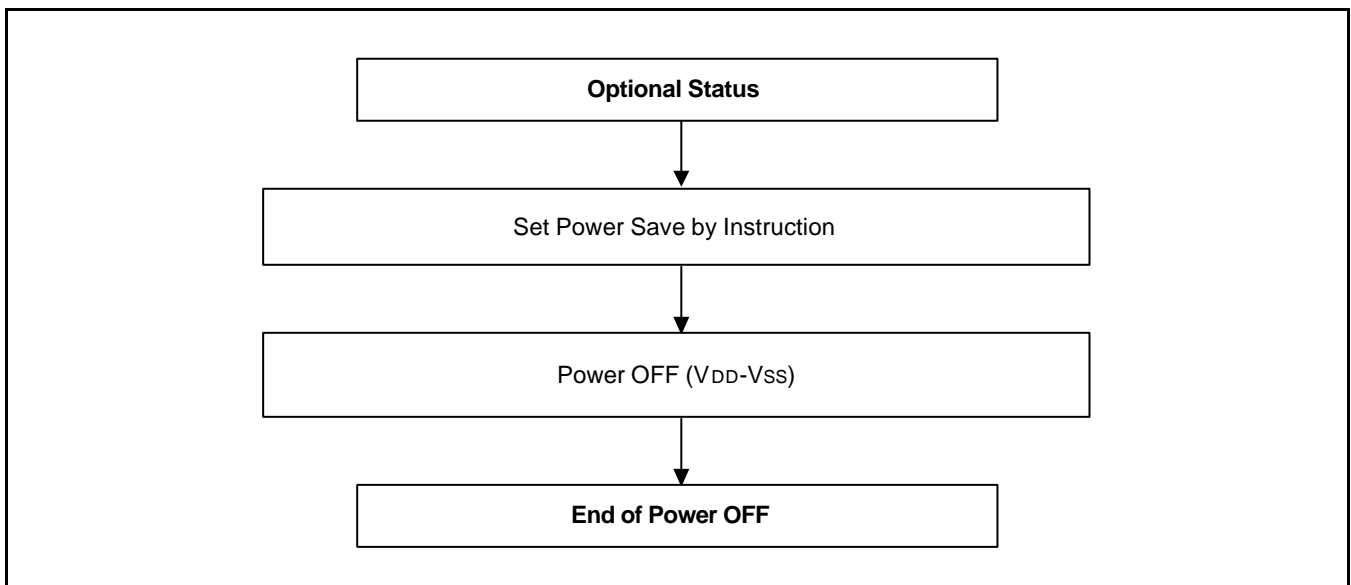 Optional Status
Set Power Save by Instruction
Power OFF (VDD-VSS)
End of Power OFF